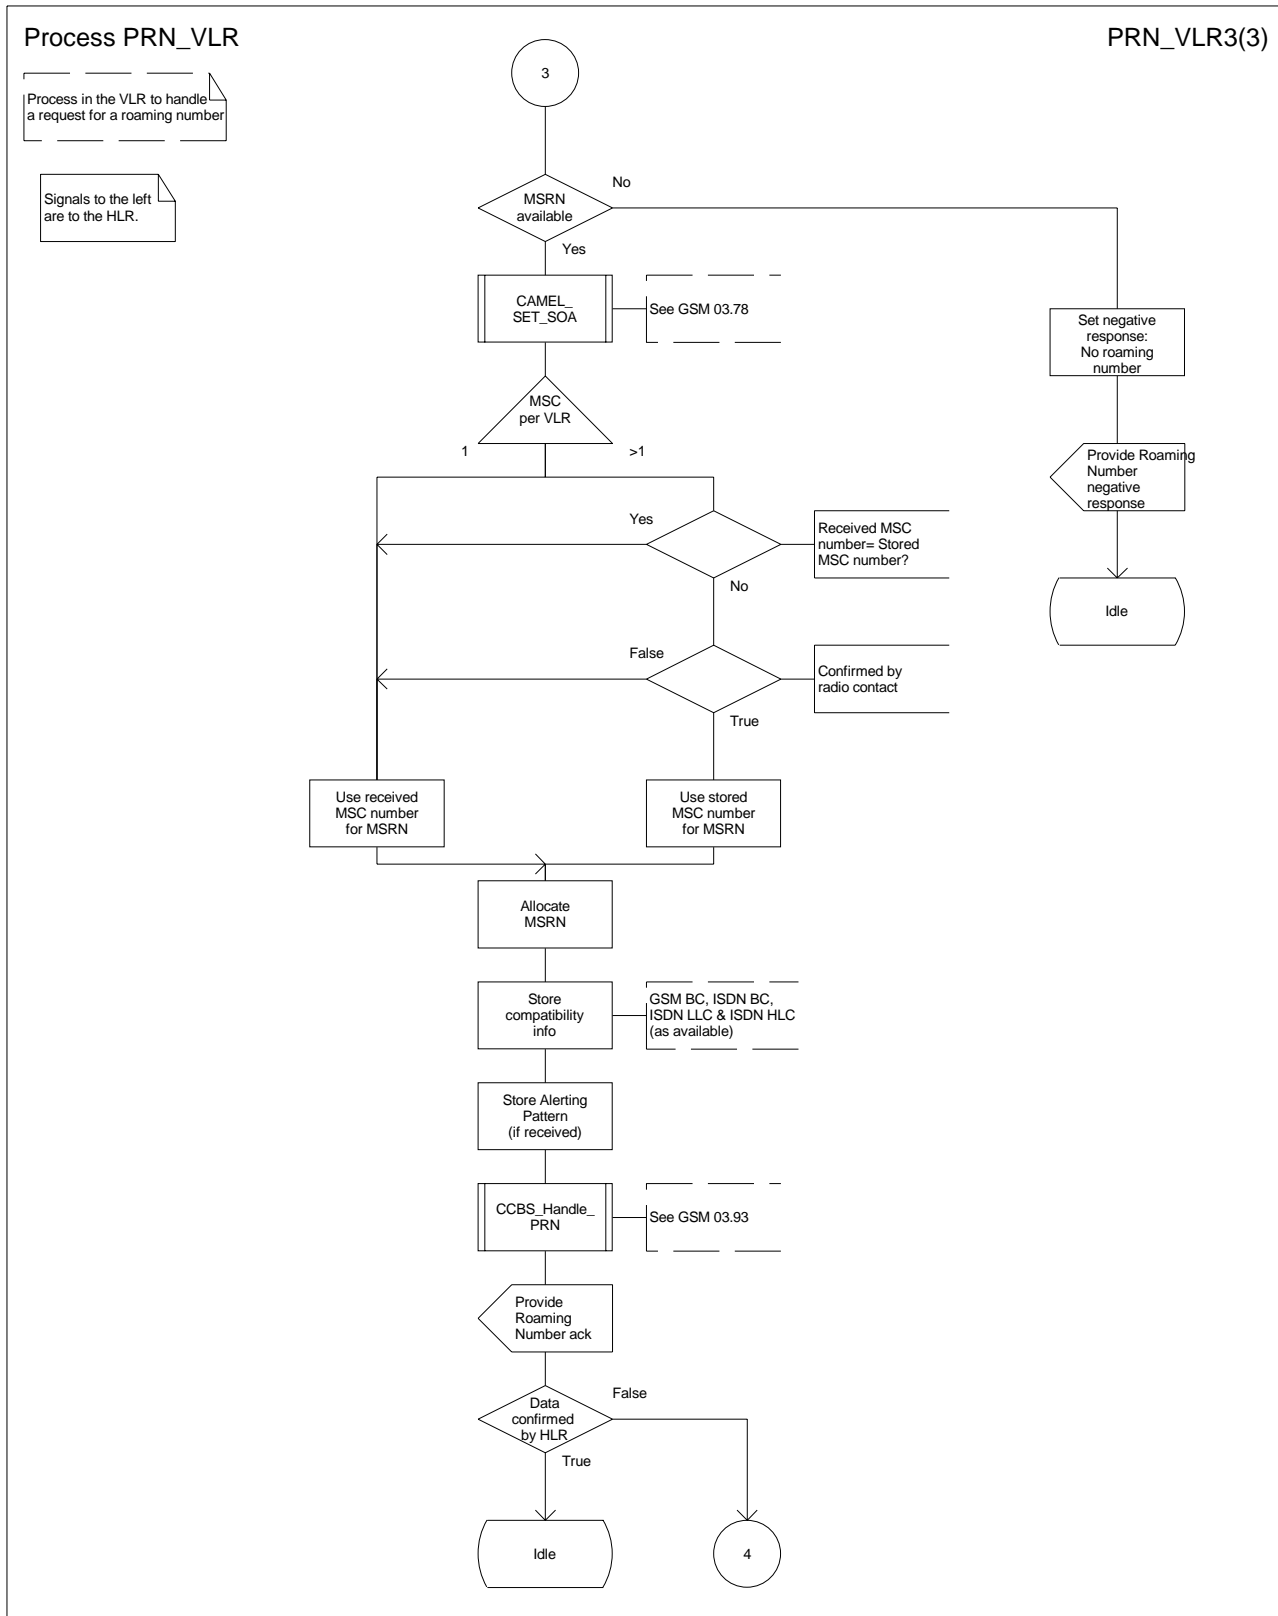 Process PRN_VLR
PRN_VLR3(3)
Process in the VLR to handle
a request for a roaming number
Signals to the left
are to the HLR.
3
MSRN
available
No
Yes
CAMEL_
SET_SOA
See GSM 03.78
Set negative
response:
No roaming
number
MSC
per VLR
1
>1
Provide Roaming
Number
negative
response
Yes
Received MSC
number= Stored
MSC number?
No
Idle
False
Confirmed by
radio contact
True
Use received
MSC number
for MSRN
Use stored
MSC number
for MSRN
Allocate
MSRN
Store
compatibility
info
GSM BC, ISDN BC,
ISDN LLC & ISDN HLC
(as available)
Store Alerting
Pattern
(if received)
CCBS_Handle_
PRN
See GSM 03.93
Provide
Roaming
Number ack
Data
confirmed
by HLR
False
True
Idle
4